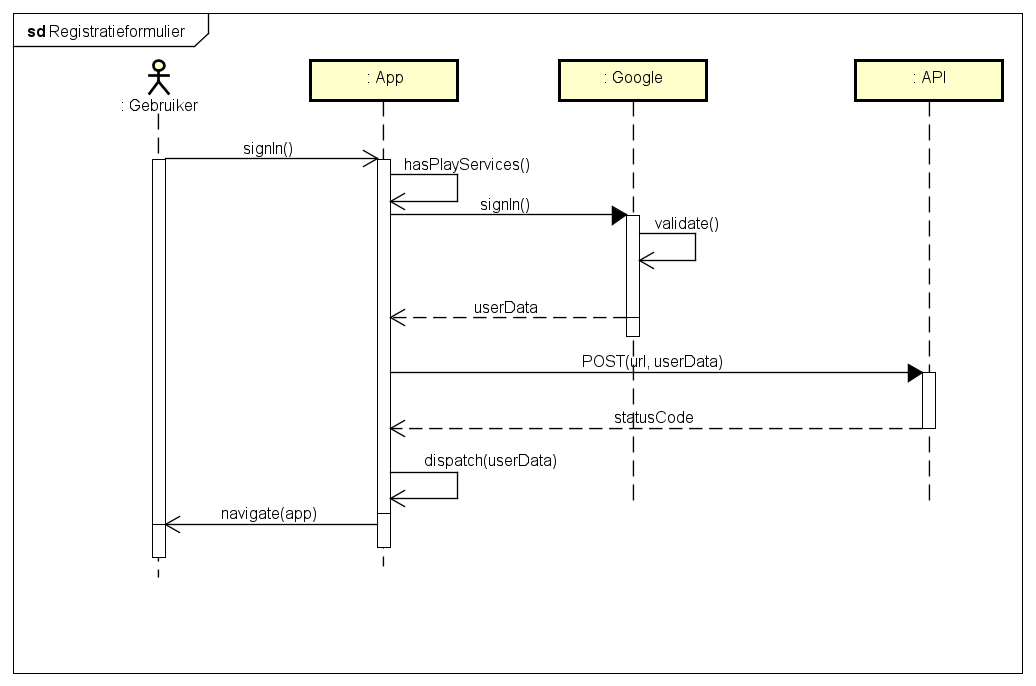 sd Registratieformulier
: Gebruiker
: App
: Google
: API
signIn()
hasPlayServices()
signIn()
validate()
userData
POST(url, userData)
statusCode
dispatch(userData)
navigate(app)